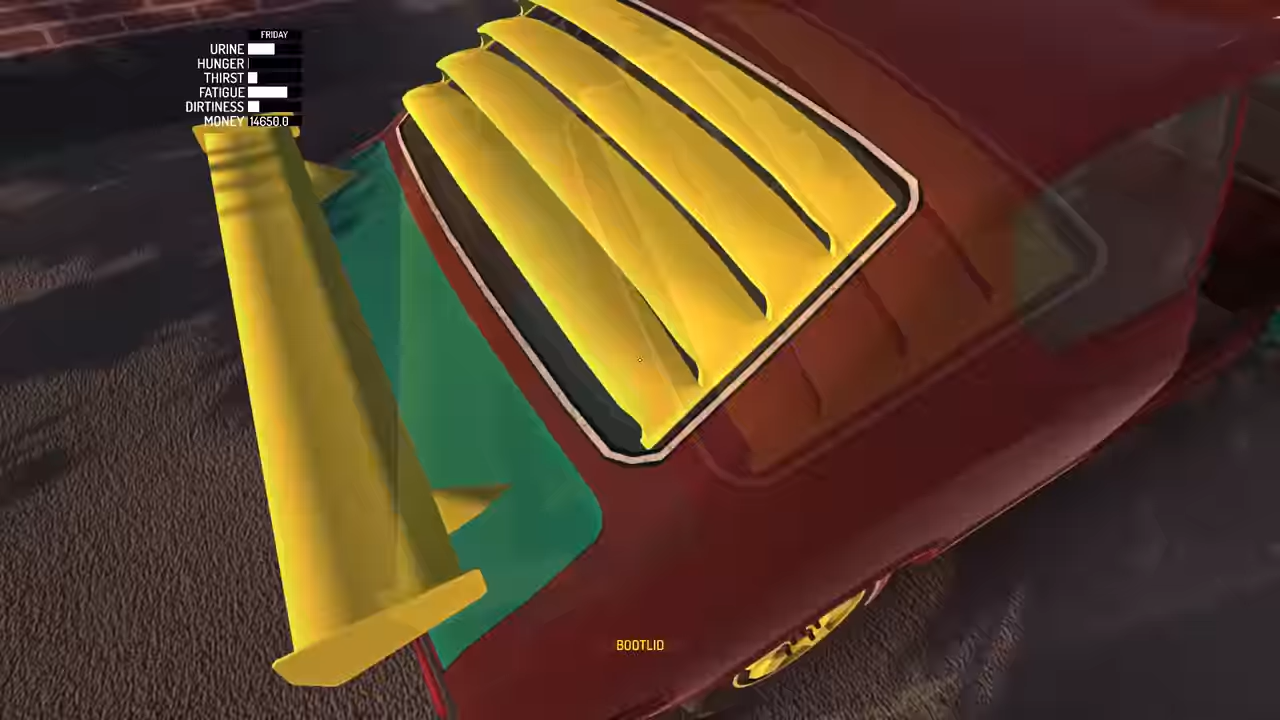 FRIDAY
URINE
HUNGER
THIRST
FATIGUE
DIRTINESS
MONEY 14650.0
BOOTLID